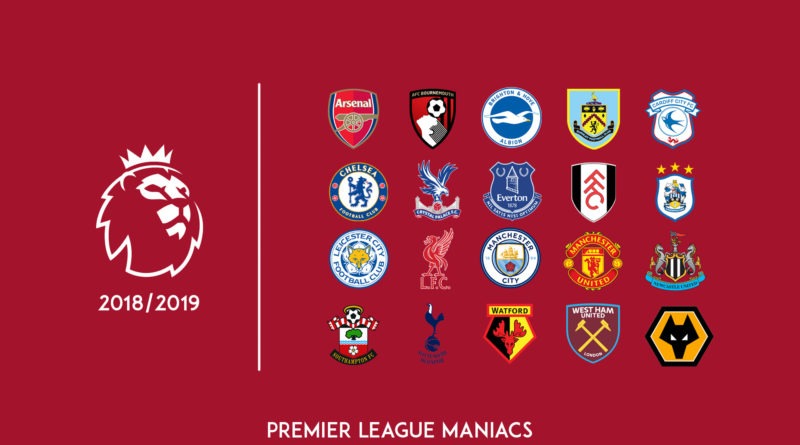 2018/2019
Arsenal
AFC BOURNEMOUTH
BRIGHTON & HOVE
ALBION
CARDIFF CITY FC
CHELSEA
FOOTBALL CLUB
CRYSTAL PALACE F.C.
Everton
1878
NIL SATIS NISI OPTIMUM
FFC
LEICESTER CITY
FOOTBALL CLUB
L.F.C.
MANCHESTER
CITY
MANCHESTER
UNITED
NEWCASTLE UNITED
SOUTHAMPTON FC
TOTTENHAM
HOTSPUR
WATFORD
WEST HAM
UNITED
LONDON
PREMIER LEAGUE MANIACS